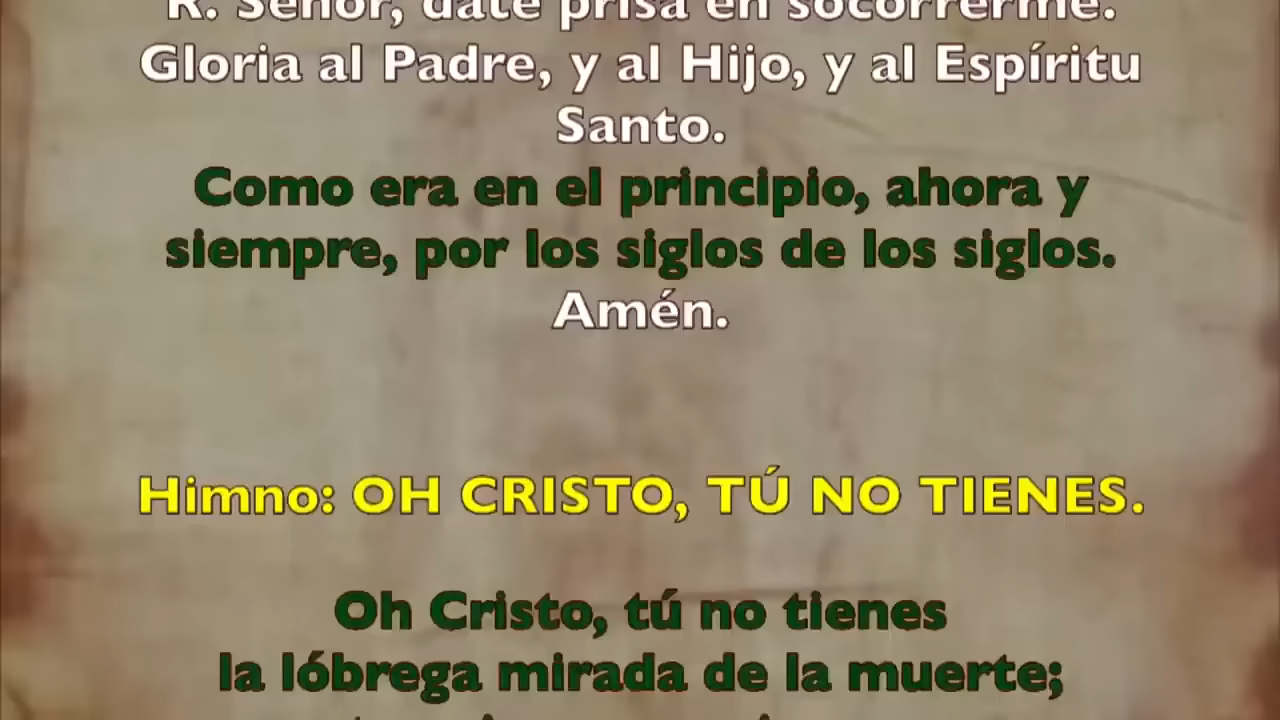 R. Señor, date prisa en socorrerme.
Gloria al Padre, y al Hijo, y al Espíritu
Santo.
Como era en el principio, ahora y
siempre, por los siglos de los siglos.
Amén.
Himno: OH CRISTO, TÚ NO TIENES.
Oh Cristo, tú no tienes
la lóbrega mirada de la muerte;